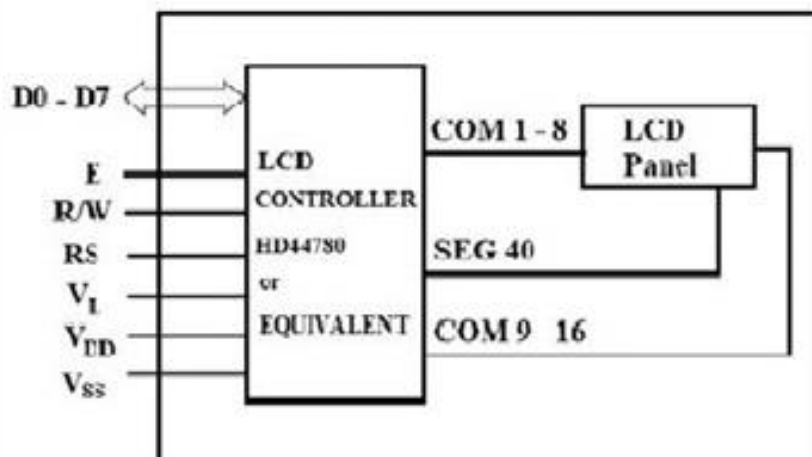 D0 - D7
E
R/W
RS
VL
VDD
VSS
LCD
CONTROLLER
HD44780
or
EQUIVALENT
COM 1 - 8
SEG 40
COM 9 16
LCD
Panel